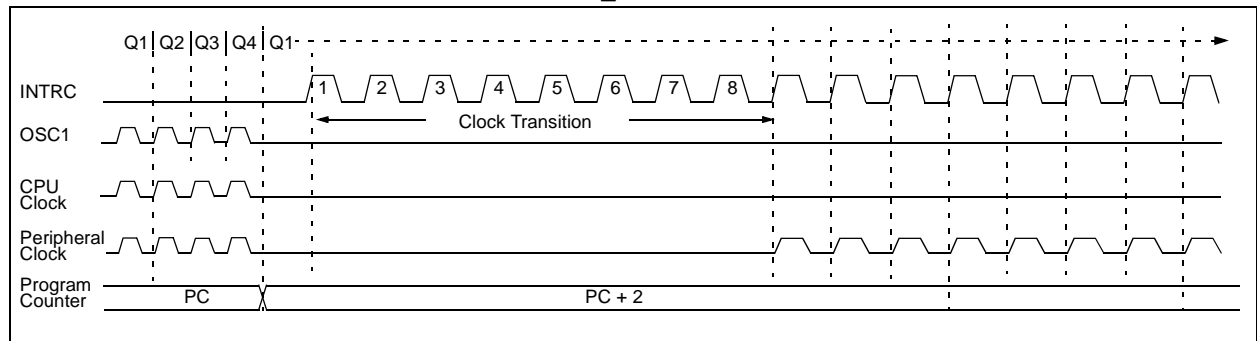 Q1 Q2 Q3 Q4 Q1
INTRC
1 2 3 4 5 6 7 8
Clock Transition
OSC1
CPU
Clock
Peripheral
Clock
Program
Counter
PC
PC + 2